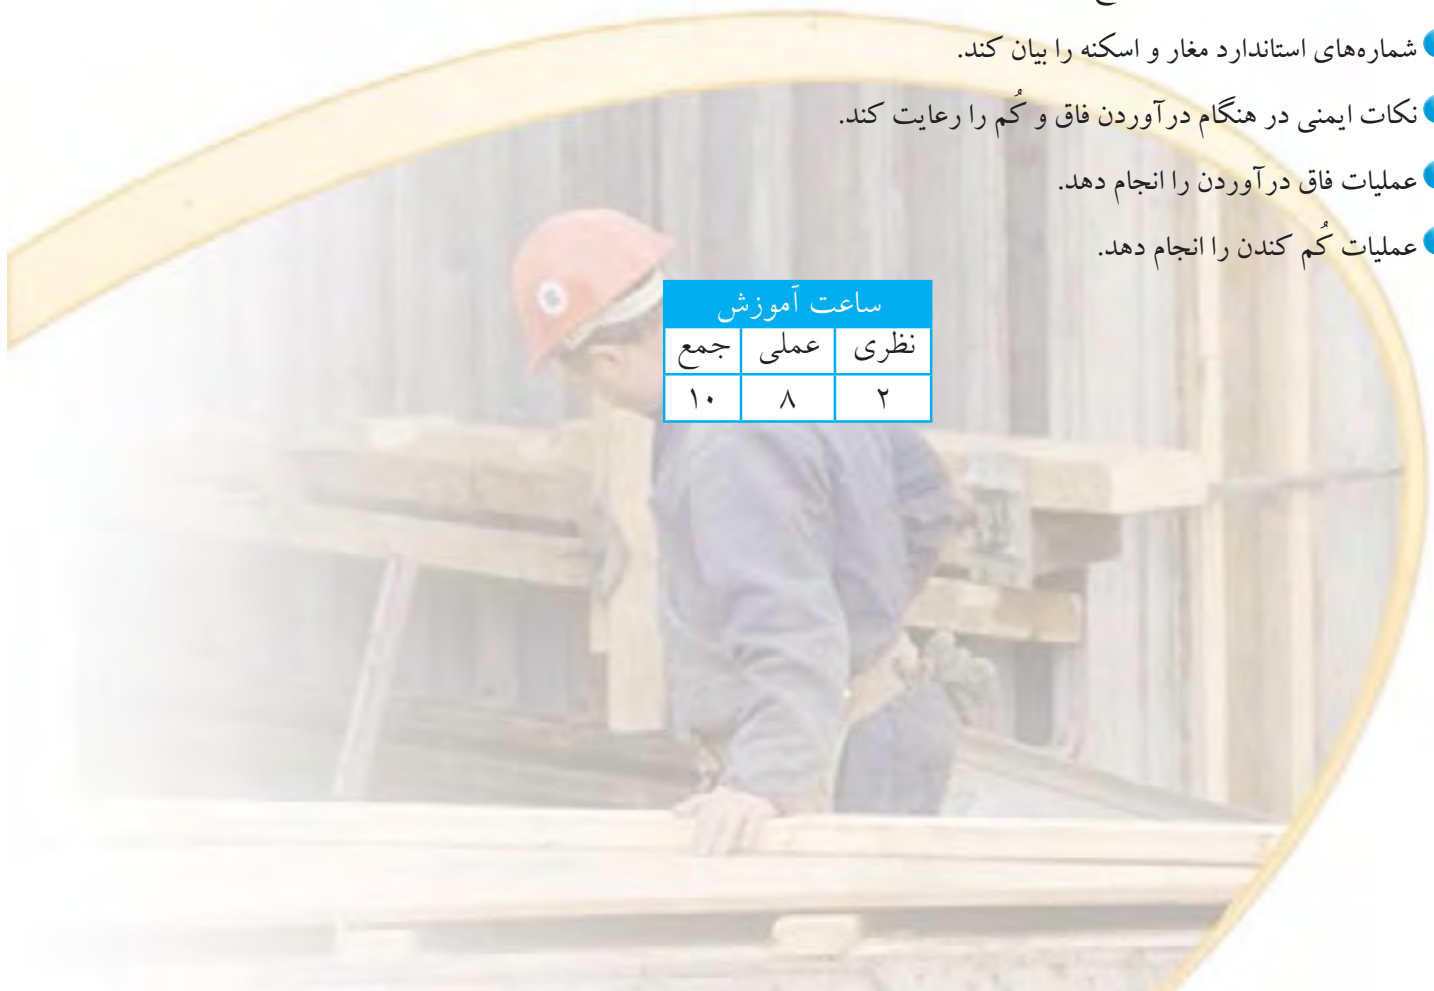 شماره‌های استاندارد مغار و اسکنه را بیان کند.
نکات ایمنی در هنگام درآوردن فاق و کُم را رعایت کند.
عملیات فاق درآوردن را انجام دهد.
عملیات کُم کندن را انجام دهد.
ساعت آموزش
نظری عملی جمع
۲ ۸ ۱۰